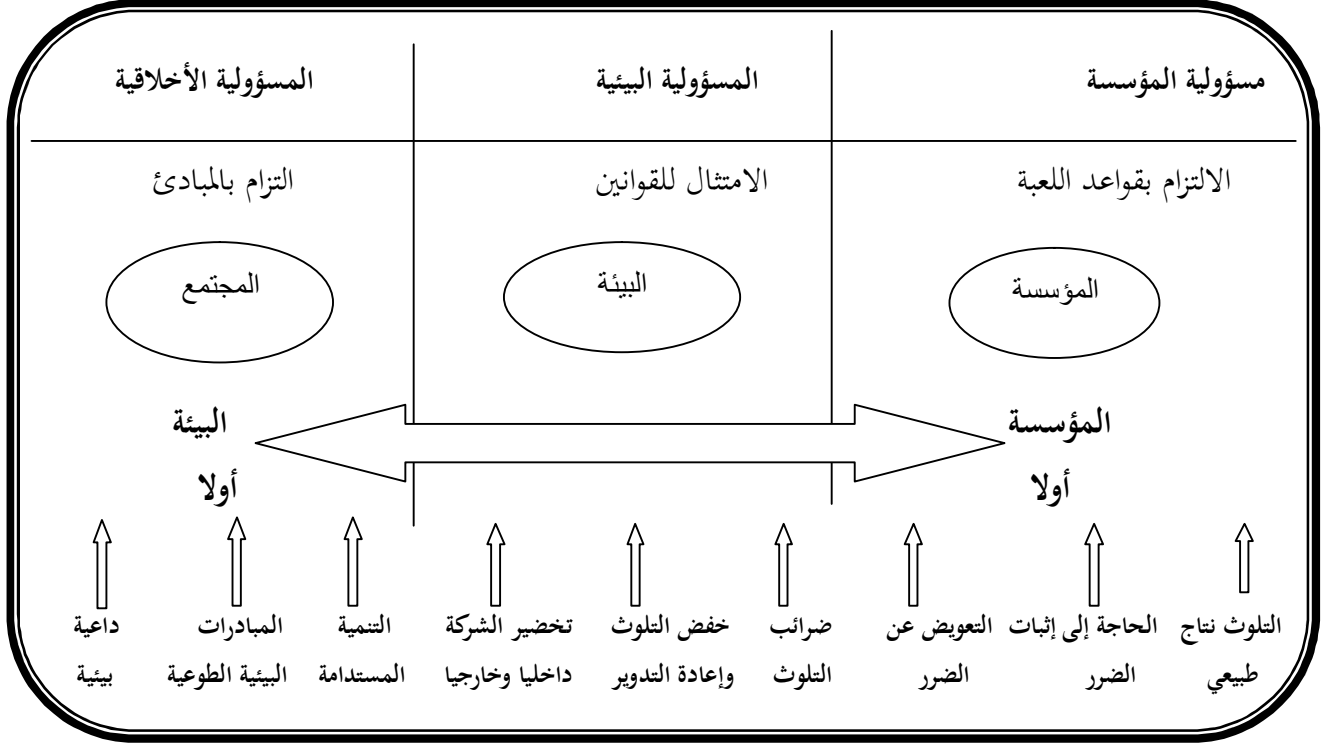 مسؤولية المؤسسة
المسؤولية البيئية
المسؤولية الأخلاقية
الالتزام بقواعد اللعبة
الامتثال للقوانين
التزام بالمبادئ
المؤسسة
البيئة
المجتمع
المؤسسة
أولا
البيئة
أولا
التلوث نتاج
طبيعي
الحاجة إلى إثبات
الضرر
التعويض عن
الضرر
ضرائب
التلوث
خفض التلوث
وإعادة التدوير
تخضير الشركة
داخليا وخارجيا
التنمية
المستدامة
المبادرات
البيئية الطوعية
داعية
بيئية